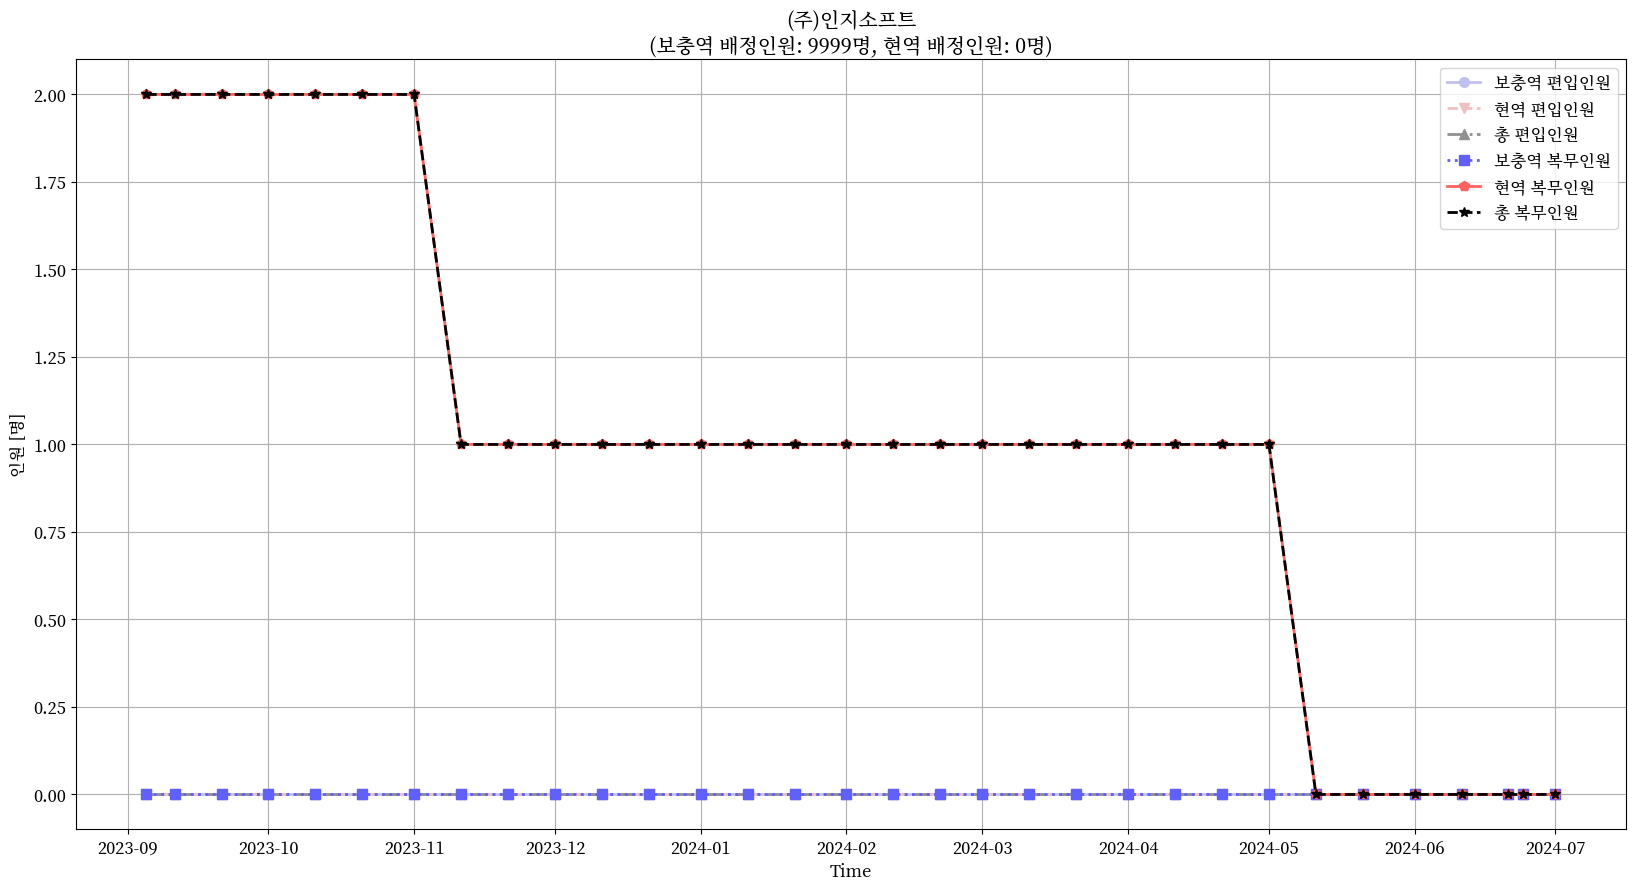 (주)인지소프트
(보충역 배정인원: 9999명, 현역 배정인원: 0명)
보충역 편입인원
현역 편입인원
총 편입인원
보충역 복무인원
현역 복무인원
총 복무인원
2.00
1.75
1.50
1.25
1.00
0.75
0.50
0.25
0.00
인원 [명]
2023-09 2023-10 2023-11 2023-12 2024-01 2024-02 2024-03 2024-04 2024-05 2024-06 2024-07
Time